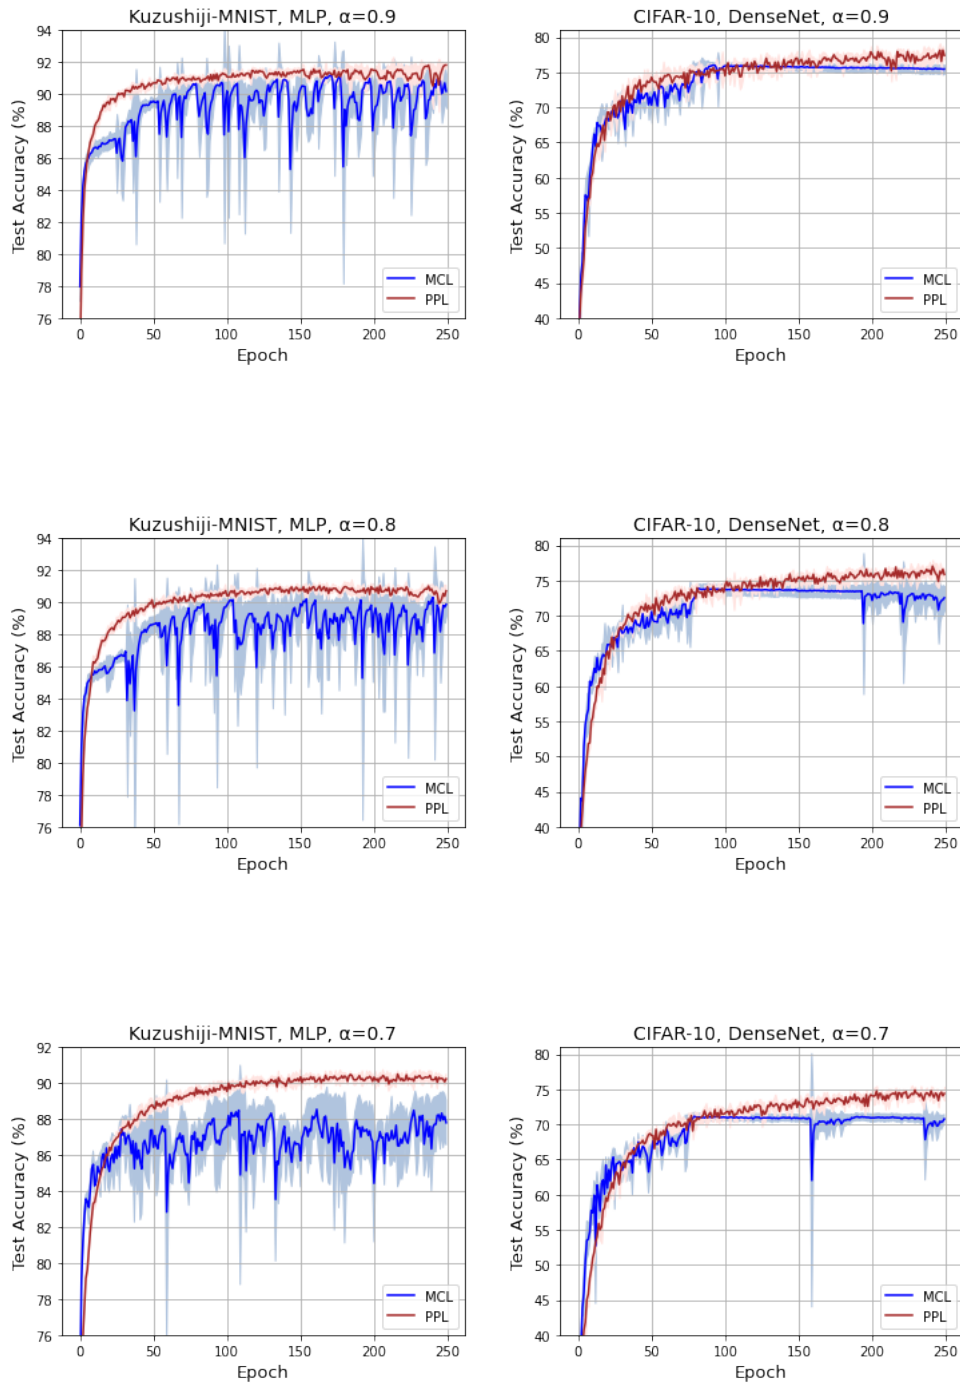 Kuzushiji-MNIST, MLP, α=0.9
94
92
90
88
86
84
82
80
78
76
Test Accuracy (%)
0 50 100 150 200 250
Epoch
MCL
PPL
CIFAR-10, DenseNet, α=0.9
80
75
70
65
60
55
50
45
40
Test Accuracy (%)
0 50 100 150 200 250
Epoch
MCL
PPL
Kuzushiji-MNIST, MLP, α=0.8
94
92
90
88
86
84
82
80
78
76
Test Accuracy (%)
0 50 100 150 200 250
Epoch
MCL
PPL
CIFAR-10, DenseNet, α=0.8
80
75
70
65
60
55
50
45
40
Test Accuracy (%)
0 50 100 150 200 250
Epoch
MCL
PPL
Kuzushiji-MNIST, MLP, α=0.7
92
90
88
86
84
82
80
78
76
Test Accuracy (%)
0 50 100 150 200 250
Epoch
MCL
PPL
CIFAR-10, DenseNet, α=0.7
80
75
70
65
60
55
50
45
40
Test Accuracy (%)
0 50 100 150 200 250
Epoch
MCL
PPL